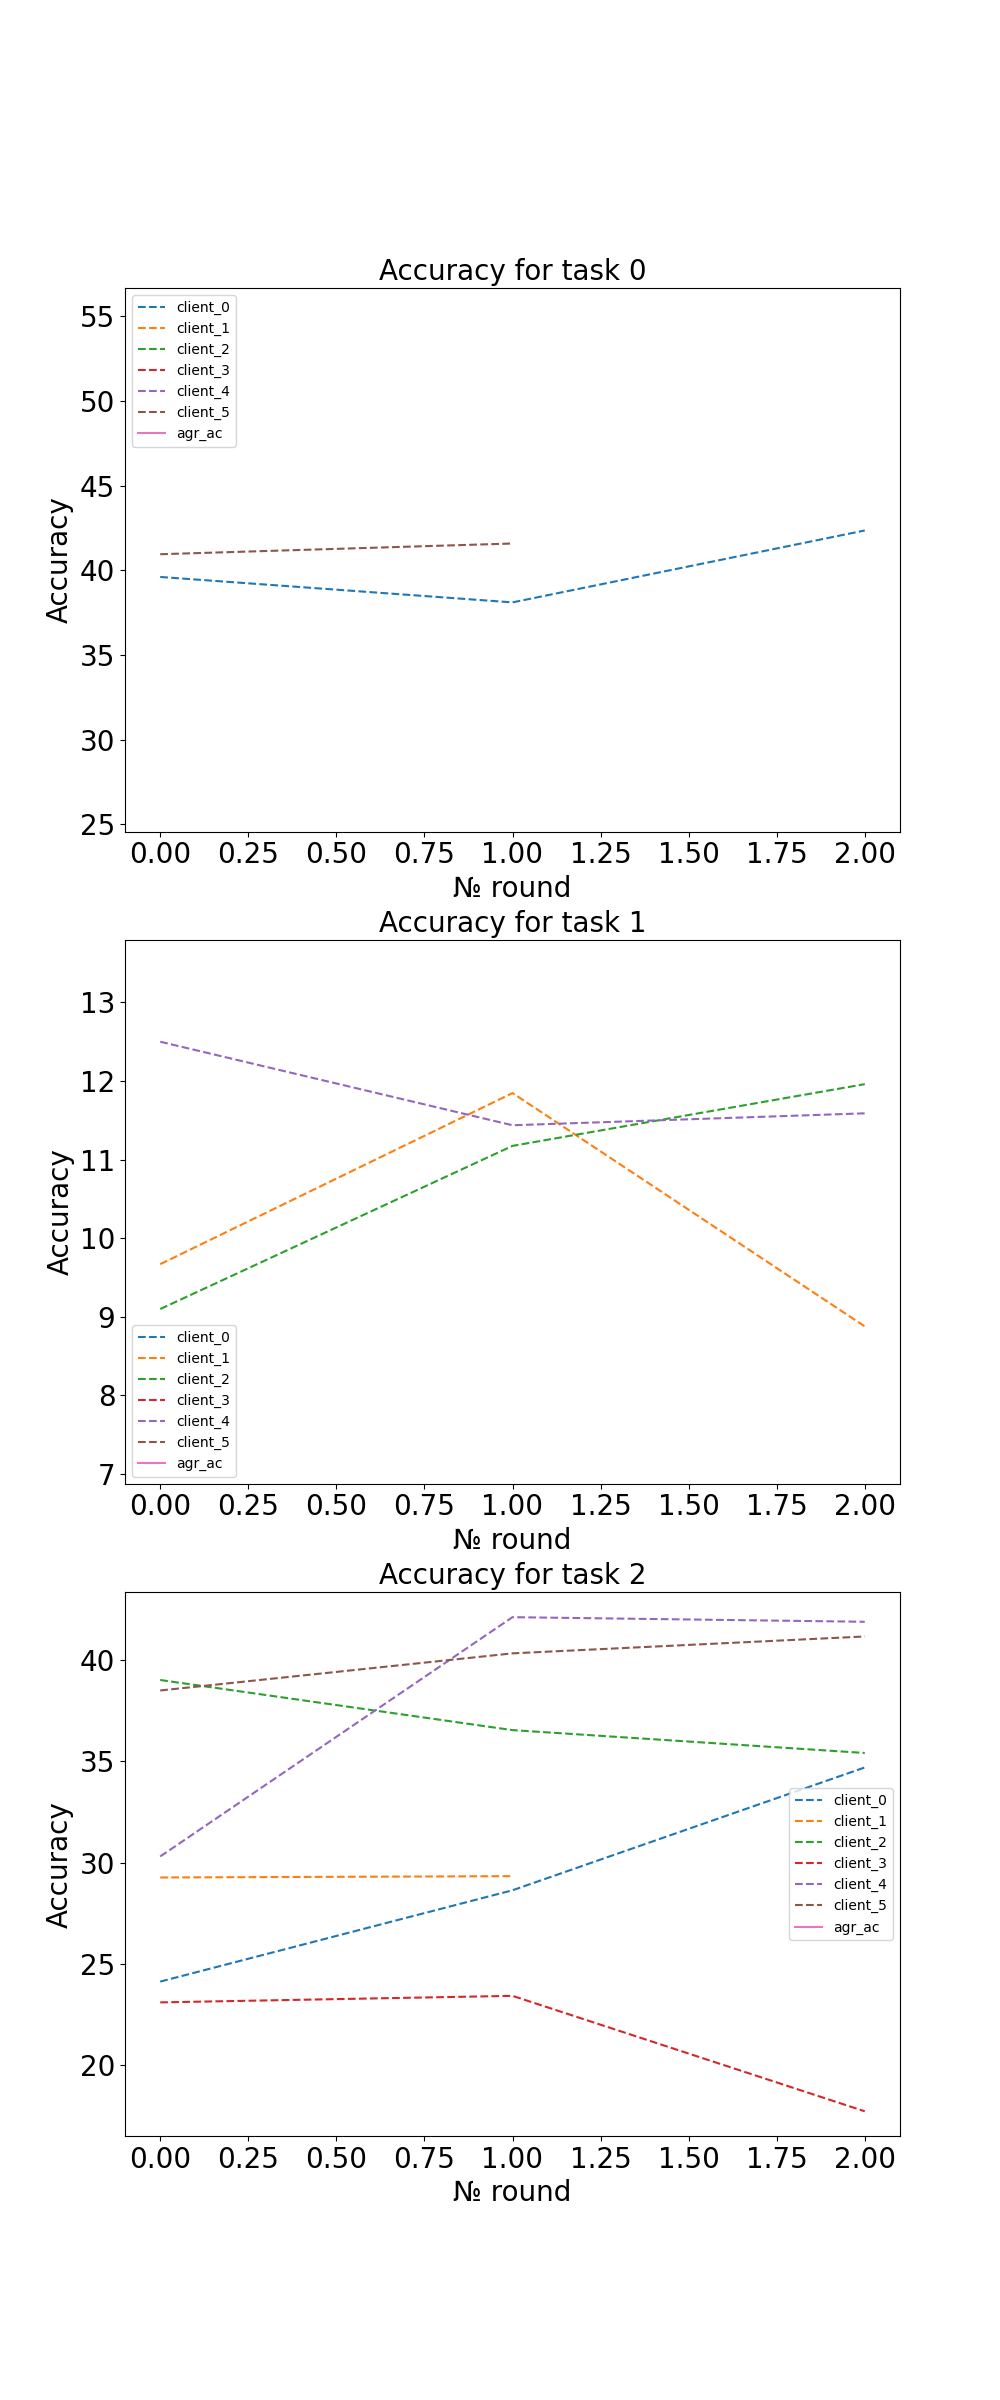 Accuracy for task 0
55
50
45
40
35
30
25
Accuracy
client_0
client_1
client_2
client_3
client_4
client_5
agr_ac
0.00 0.25 0.50 0.75 1.00 1.25 1.50 1.75 2.00
№ round
Accuracy for task 1
13
12
11
10
9
8
7
Accuracy
client_0
client_1
client_2
client_3
client_4
client_5
agr_ac
0.00 0.25 0.50 0.75 1.00 1.25 1.50 1.75 2.00
№ round
Accuracy for task 2
40
35
30
25
20
Accuracy
client_0
client_1
client_2
client_3
client_4
client_5
agr_ac
0.00 0.25 0.50 0.75 1.00 1.25 1.50 1.75 2.00
№ round